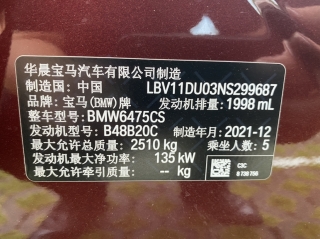 华晨宝马汽车有限公司制造
制造国：中国 LBV11DU03NS299687
品牌：宝马(BMW)牌 发动机排量：1998 mL
整车型号：BMW6475CS
发动机型号：B48B20C 制造年月：2021-12
最大允许总质量：2510 kg 乘坐人数：5
发动机最大净功率：135 kW
最大允许牵引质量：-- kg